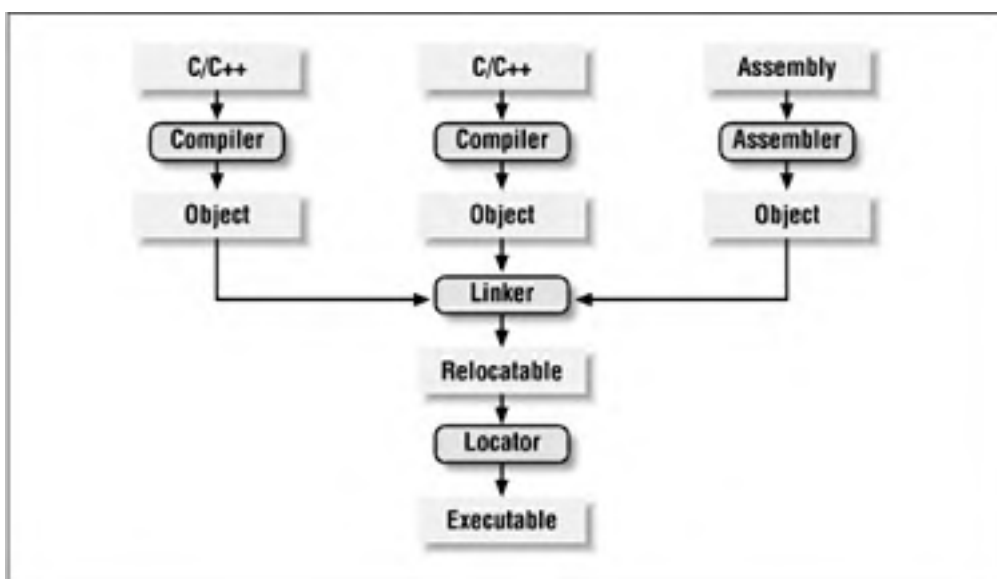 C/C++
C/C++
Assembly
Compiler
Compiler
Assembler
Object
Object
Object
Linker
Relocatable
Locator
Executable